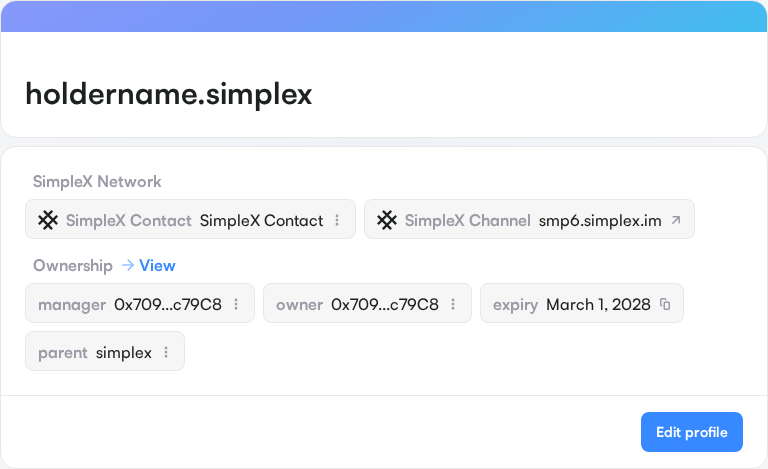 holdername.simplex
SimpleX Network
SimpleX Contact SimpleX Contact SimpleX Channel smp6.simplex.im
Ownership → View
manager 0x709...c79C8 owner 0x709...c79C8 expiry March 1, 2028
parent simplex
Edit profile